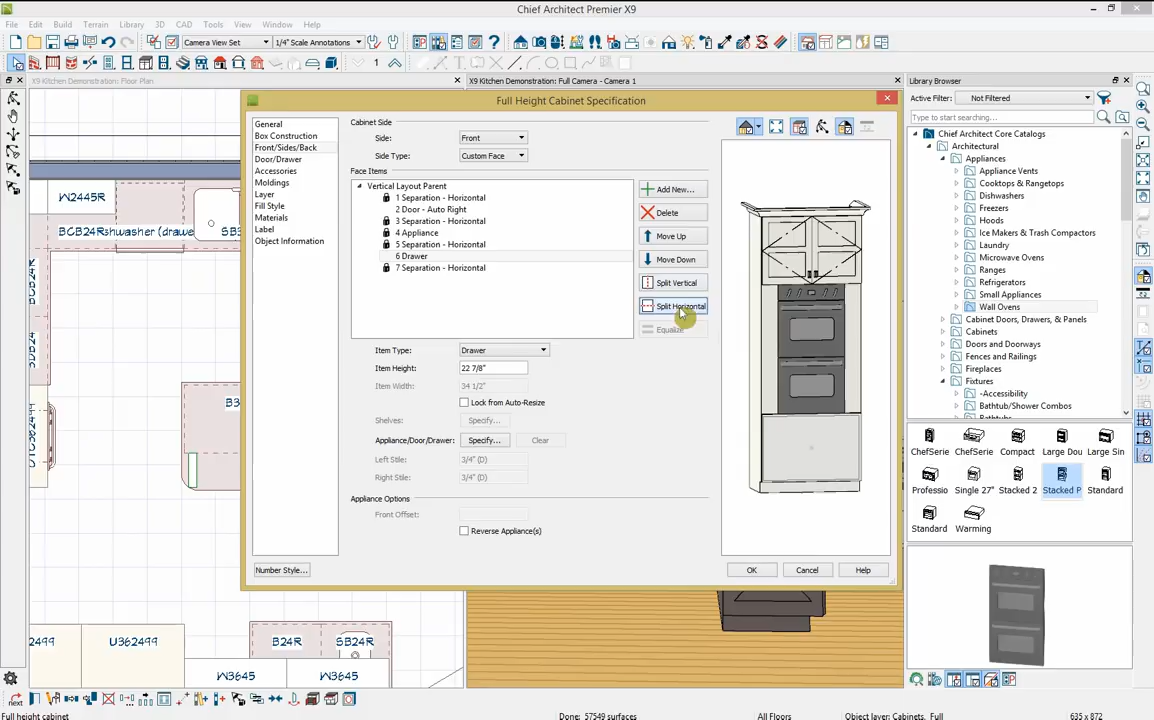 Chief Architect Premier X9
File Edit Build Terrain Library 3D CAD Tools Window Help
Camera View Set 1/4" Scale Annotations
1
X9 Kitchen Demonstration: Floor Plan
X9 Kitchen Demonstration: Full Camera - Camera 1
Library Browser
Active Filter: Not Filtered
Type to start searching...
Chief Architect Core Catalogs
Architectural
Appliances
Appliance Vents
Cooktops & Rangetops
Dishwashers
Freezers
Hoods
Ice Makers & Trash Compactors
Laundry
Microwave Ovens
Ranges
Refrigerators
Small Appliances
Wall Ovens
Cabinet Doors, Drawers, & Panels
Cabinets
Doors and Doorways
Fences and Railings
Fireplaces
Fixtures
-Accessibility
Bathtub/Shower Combos
ChefSerie ChefSerie Compact Large Dou Large Sin
Professio Single 27" Stacked 2 Stacked P Standard
Standard Warming
Full Height Cabinet Specification
General
Box Construction
Front/Sides/Back
Door/Drawer
Accessories
Moldings
Layer
Fill Style
Materials
Label
Object Information
Cabinet Side
Side: Front
Side Type: Custom Face
Face Items
Vertical Layout Parent
1 Separation - Horizontal
2 Door - Auto Right
3 Separation - Horizontal
4 Appliance
5 Separation - Horizontal
6 Drawer
7 Separation - Horizontal
Add New...
Delete
Move Up
Move Down
Split Vertical
Split Horizontal
Equalize
Item Type: Drawer
Item Height: 22 7/8"
Item Width: 34 1/2"
Lock from Auto-Resize
Shelves: Specify...
Appliance/Door/Drawer: Specify... Clear
Left Stile: 3/4" (D)
Right Stile: 3/4" (D)
Appliance Options
Front Offset:
Reverse Appliance(s)
Number Style...
OK Cancel Help
W2445R
U362499
B24R SB24R
W3645 W3645
next
Full height cabinet
Done: 57549 surfaces
All Floors
Object layer: Cabinets, Full
635 x 872